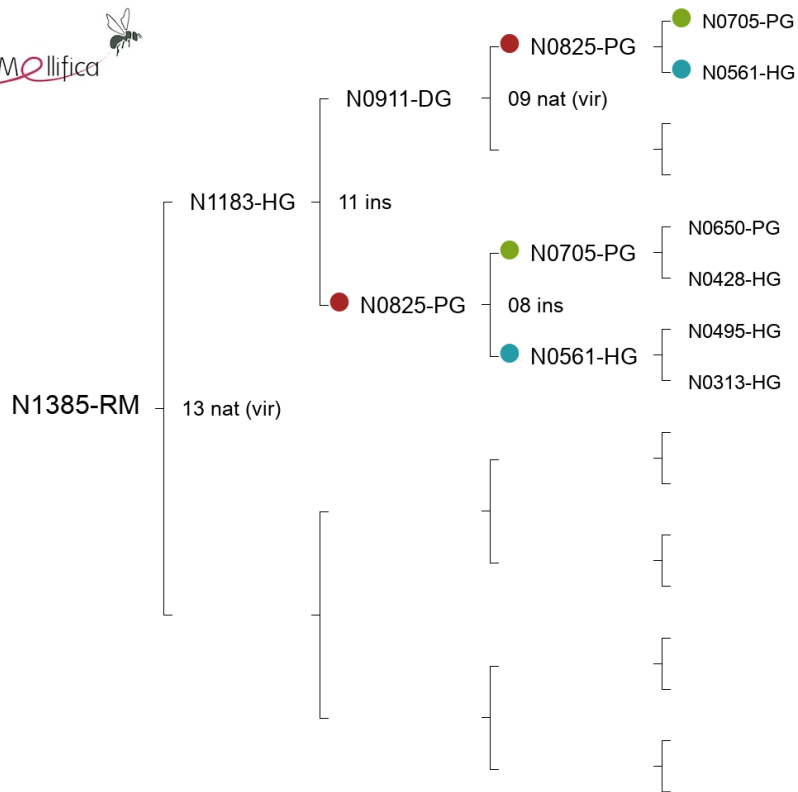 Mellifica
N0705-PG
N0825-PG
N0561-HG
N0911-DG
09 nat (vir)
N1183-HG
11 ins
N0650-PG
N0705-PG
N0428-HG
N0825-PG
08 ins
N0495-HG
N0561-HG
N0313-HG
N1385-RM
13 nat (vir)